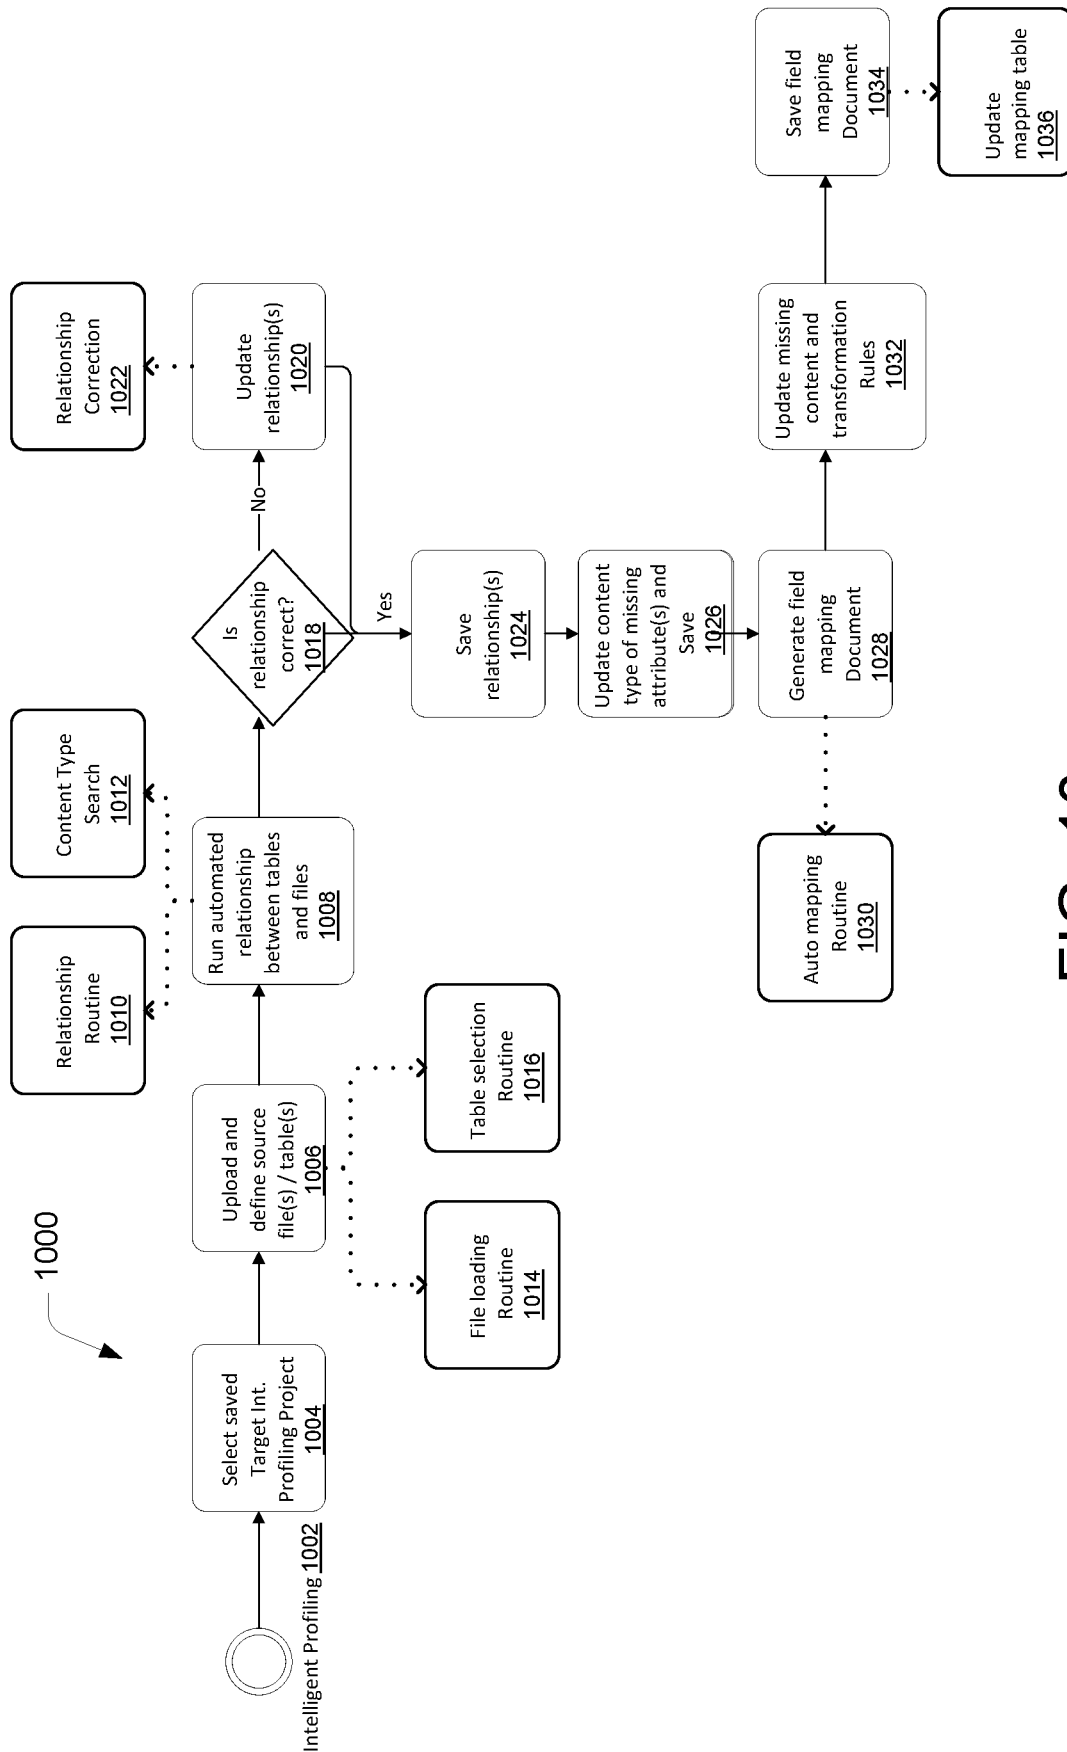 1000
Intelligent Profiling 1002
Select saved
Target Int.
Profiling Project
1004
Upload and
define source
file(s) / table(s)
1006
File loading
Routine
1014
Table selection
Routine
1016
Run automated
relationship
between tables
and files
1008
Relationship
Routine
1010
Content Type
Search
1012
Is
relationship
correct?
1018
No
Yes
Update
relationship(s)
1020
Relationship
Correction
1022
Save
relationship(s)
1024
Update content
type of missing
attribute(s) and
Save
1026
Generate field
mapping
Document
1028
Auto mapping
Routine
1030
Update missing
content and
transformation
Rules
1032
Save field
mapping
Document
1034
Update
mapping table
1036